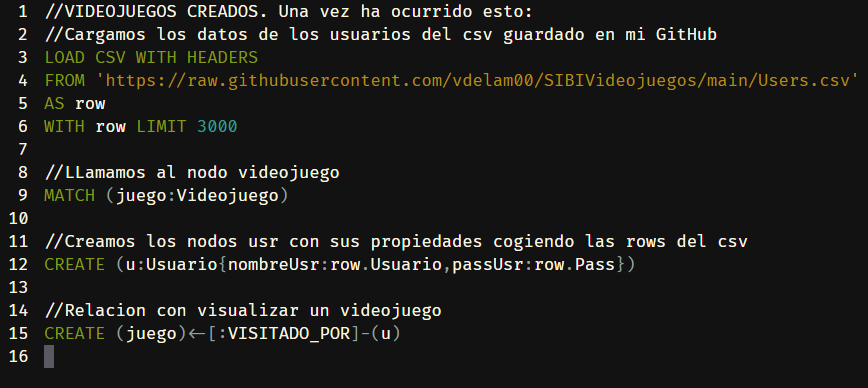 1 //VIDEOJUEGOS CREADOS. Una vez ha ocurrido esto:
2 //Cargamos los datos de los usuarios del csv guardado en mi GitHub
3 LOAD CSV WITH HEADERS
4 FROM 'https://raw.githubusercontent.com/vdelam00/SIBIVideojuegos/main/Users.csv'
5 AS row
6 WITH row LIMIT 3000
7
8 //LLamamos al nodo videojuego
9 MATCH (juego:Videojuego)
10
11 //Creamos los nodos usr con sus propiedades cogiendo las rows del csv
12 CREATE (u:Usuario{nombreUsr:row.Usuario,passUsr:row.Pass})
13
14 //Relacion con visualizar un videojuego
15 CREATE (juego)<-[:VISITADO_POR]-(u)
16